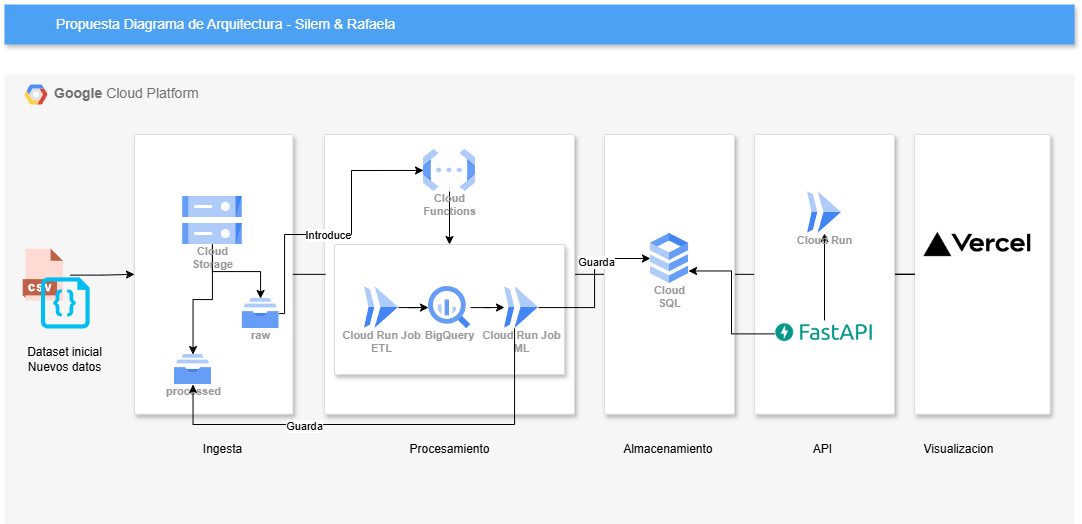 Propuesta Diagrama de Arquitectura - Silem & Rafaela
Google Cloud Platform
CSV
{}
Dataset inicial
Nuevos datos
Cloud
Storage
raw
processed
Ingesta
Introduce
Guarda
Cloud
Functions
Cloud Run Job
ETL
BigQuery
Cloud Run Job
ML
Procesamiento
Guarda
Cloud
SQL
Almacenamiento
Cloud Run
FastAPI
API
Vercel
Visualizacion